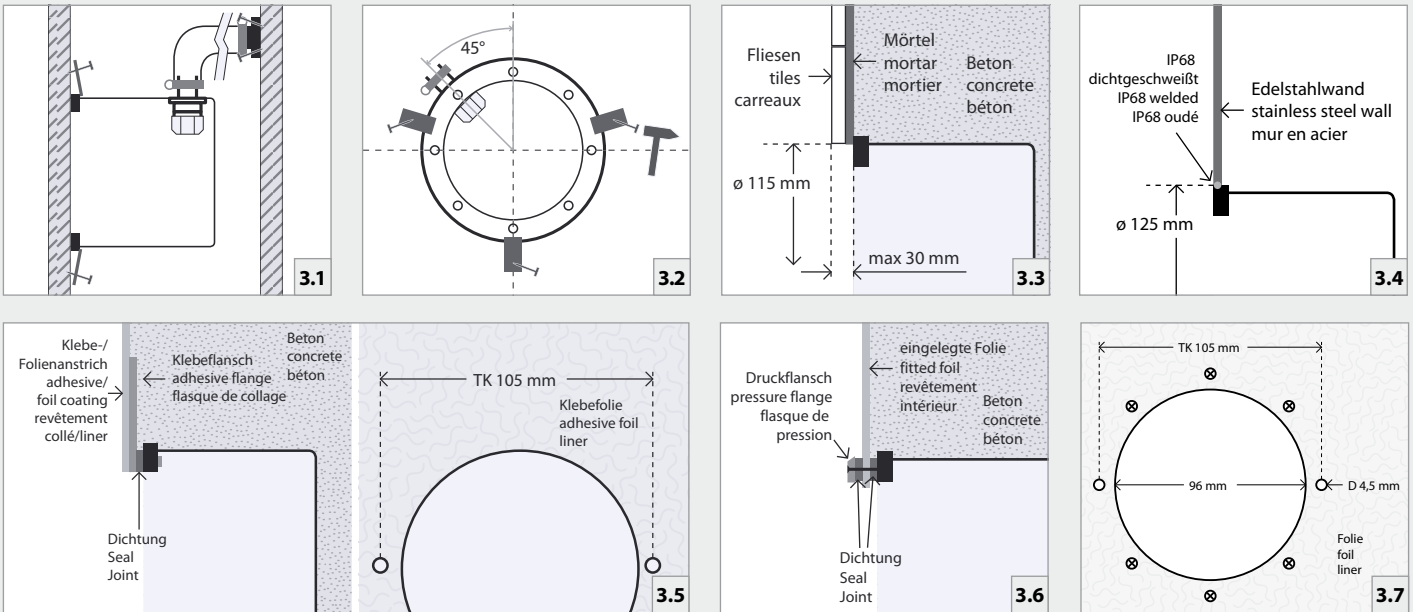 3.1
45°
3.2
Fliesen
tiles
carreaux
Mörtel
mortar
mortier
Beton
concrete
béton
ø 115 mm
max 30 mm
3.3
IP68
dichtgeschweißt
IP68 welded
IP68 oudé
Edelstahlwand
stainless steel wall
mur en acier
ø 125 mm
3.4
Klebe-/
Folienanstrich
adhesive/
foil coating
revêtement
collé/liner
Klebeflansch
adhesive flange
flasque de collage
Beton
concrete
béton
Dichtung
Seal
Joint
TK 105 mm
Klebefolie
adhesive foil
liner
3.5
Druckflansch
pressure flange
flasque de
pression
eingelegte Folie
fitted foil
revétement
intérieur
Beton
concrete
béton
Dichtung
Seal
Joint
3.6
TK 105 mm
96 mm
D 4,5 mm
Folie
foil
liner
3.7